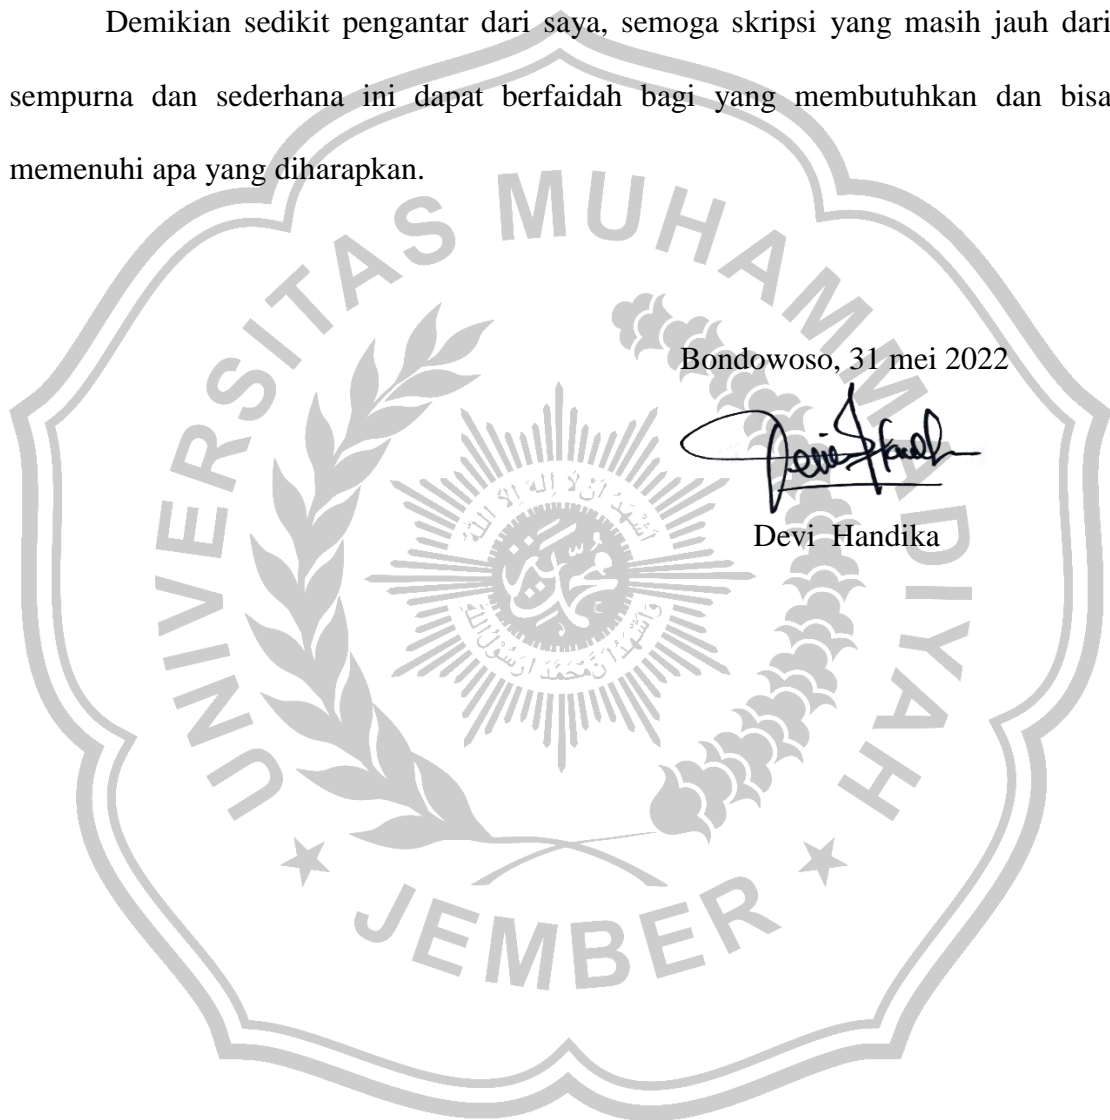 Demikian sedikit pengantar dari saya, semoga skripsi yang masih jauh dari
sempurna dan sederhana ini dapat berfaidah bagi yang membutuhkan dan bisa
memenuhi apa yang diharapkan.
UNIVERSITAS MUHAMMADIYAH
JEMBER
Bondowoso, 31 mei 2022
Devi Handika